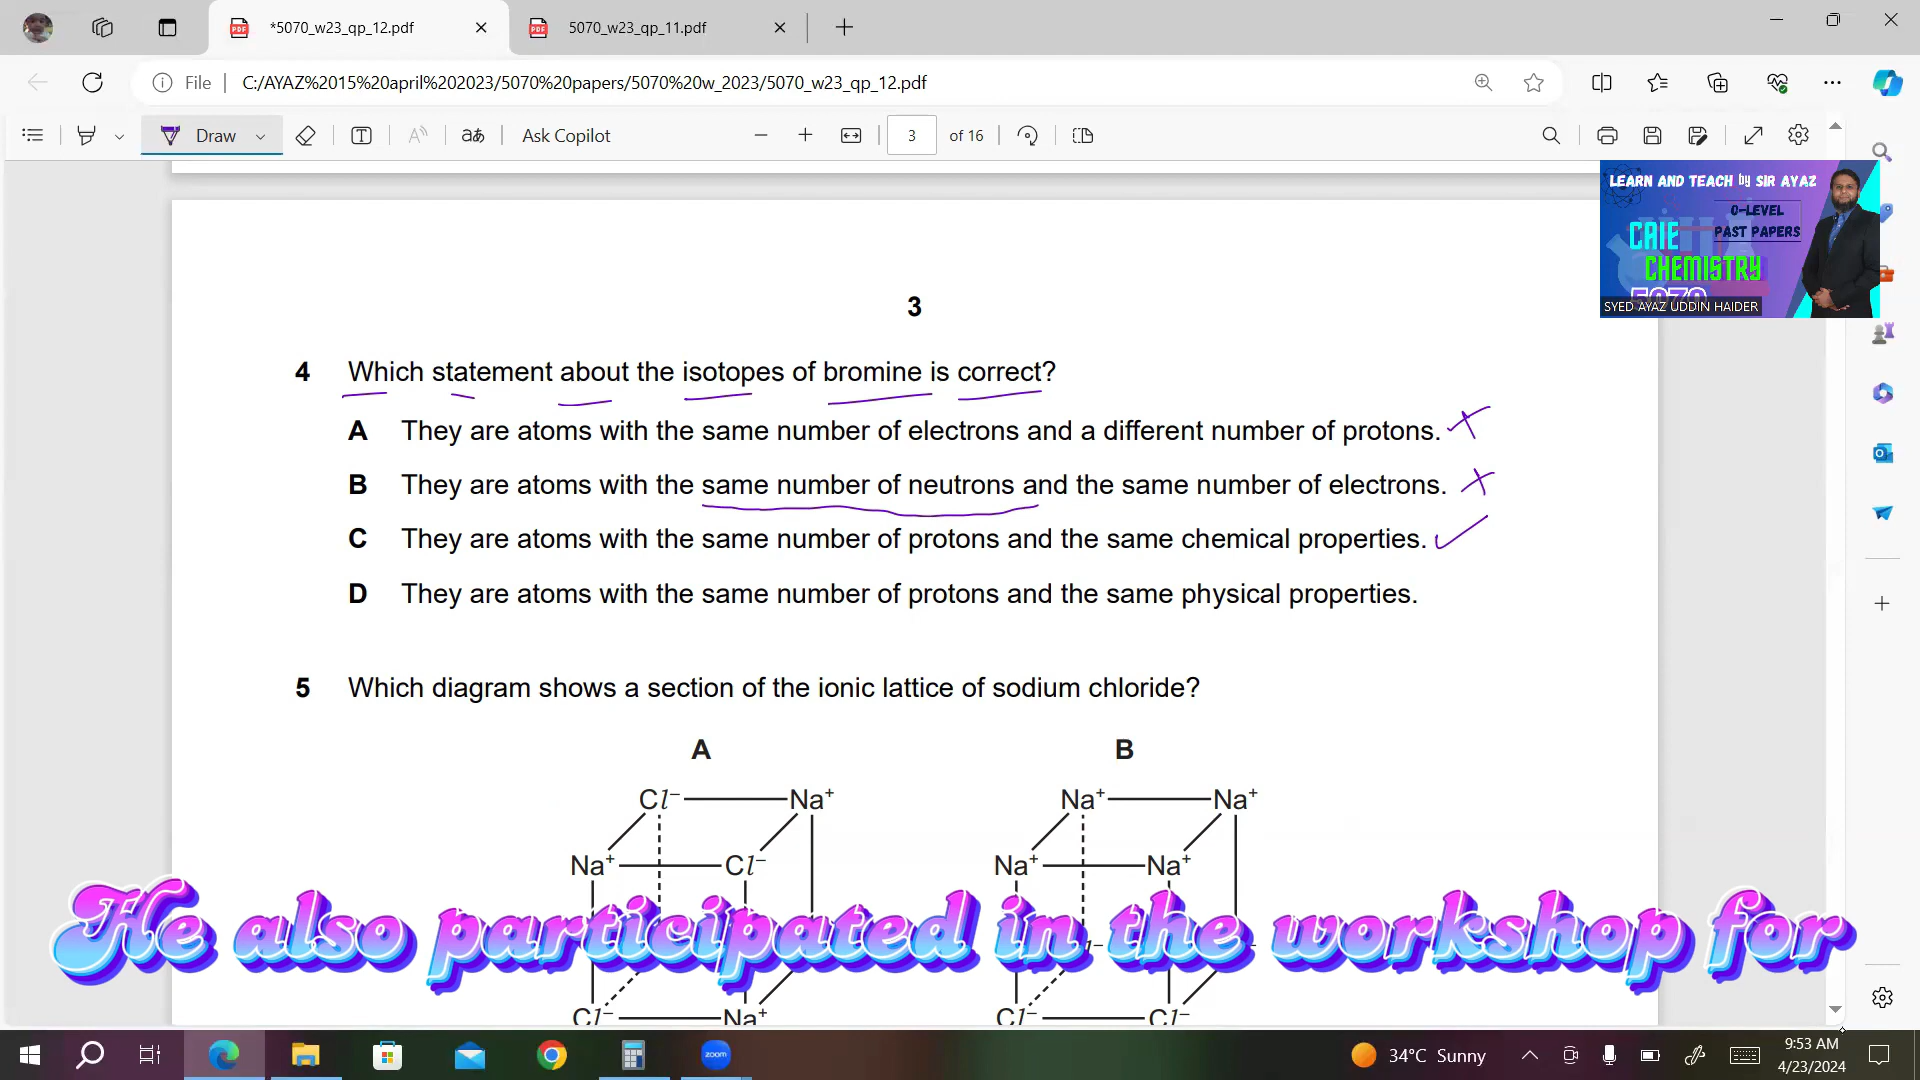 *5070_w23_qp_12.pdf
5070_w23_qp_11.pdf
File
C:/AYAZ%2015%20april%202023/5070%20papers/5070%20w_2023/5070_w23_qp_12.pdf
Draw
Ask Copilot
3 of 16
LEARN AND TEACH by SIR AYAZ
O-LEVEL
PAST PAPERS
CAIE
CHEMISTRY
5070
SYED AYAZ UDDIN HAIDER
3
4 Which statement about the isotopes of bromine is correct?
A They are atoms with the same number of electrons and a different number of protons.
B They are atoms with the same number of neutrons and the same number of electrons.
C They are atoms with the same number of protons and the same chemical properties.
D They are atoms with the same number of protons and the same physical properties.
5 Which diagram shows a section of the ionic lattice of sodium chloride?
A B
Cl⁻ Na⁺ Na⁺ Na⁺
Na⁺ Cl⁻ Na⁺ Na⁺
He also participated in the workshop for
Cl⁻ Na⁺ Cl⁻ Cl⁻
zoom
34°C Sunny
9:53 AM
4/23/2024